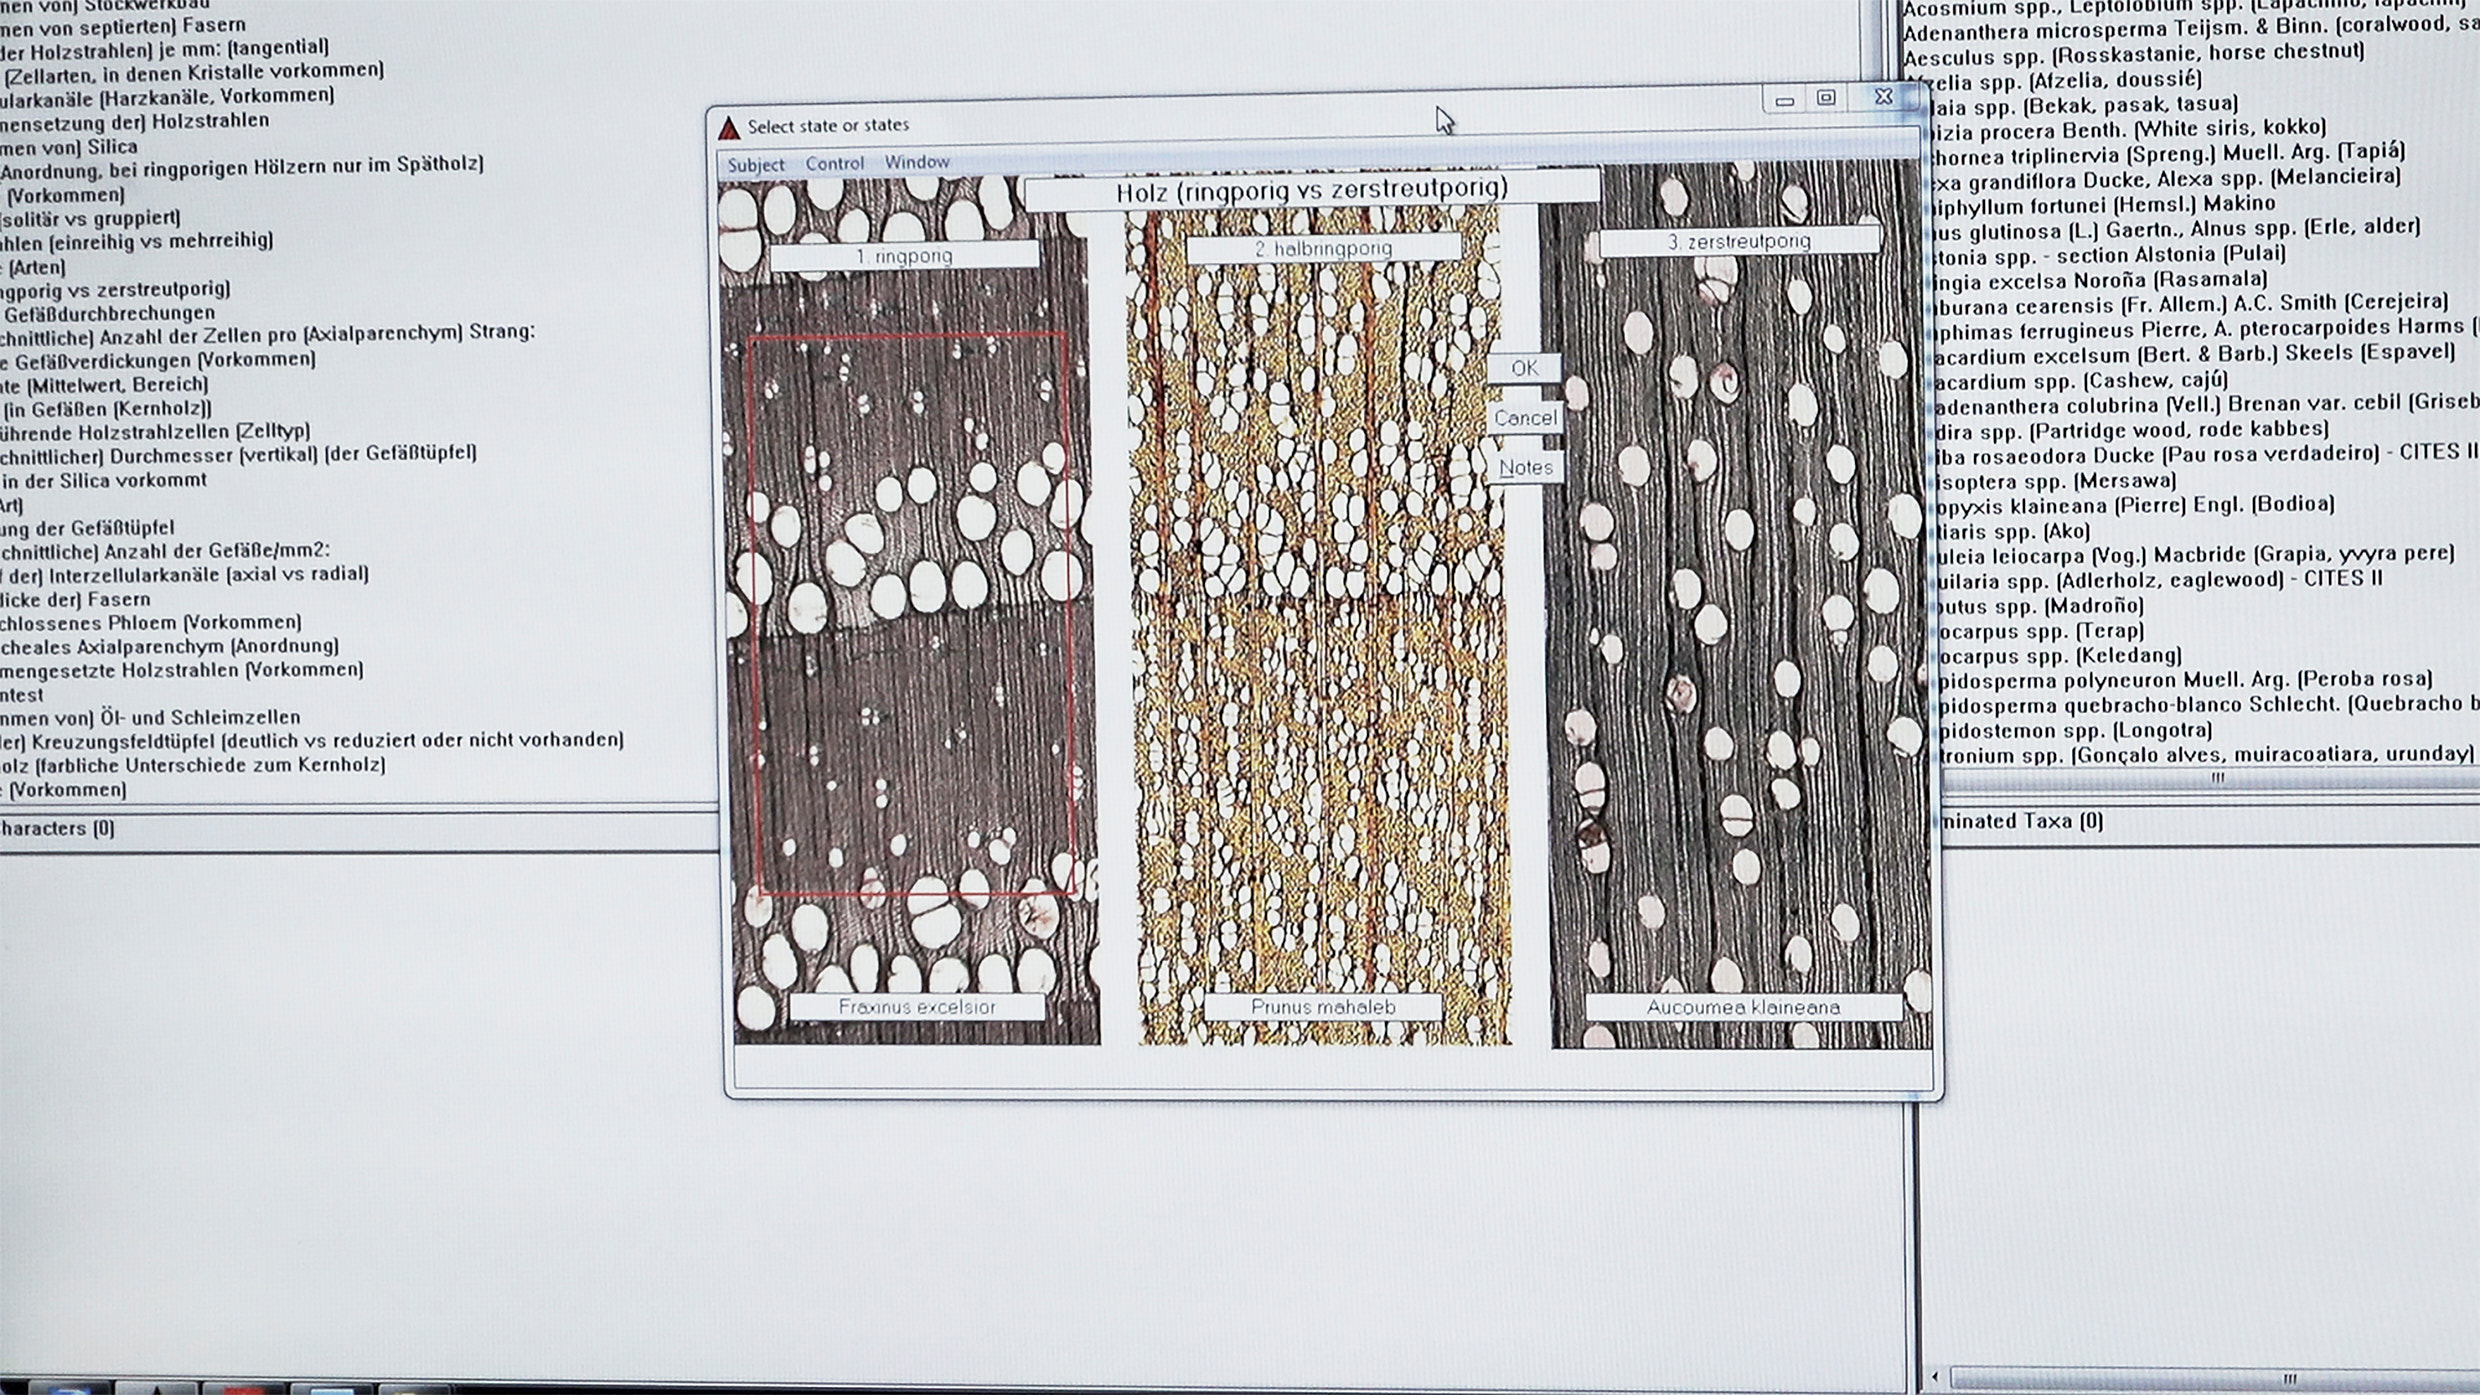 nen von) Stockwerkbau
nen von septierten) Fasern
der Holzstrahlen) je mm: (tangential)
(Zellarten, in denen Kristalle vorkommen)
ularkanäle (Harzkanäle, Vorkommen)
nensetzung der) Holzstrahlen
men von) Silica
Anordnung, bei ringporigen Hölzern nur im Spätholz)
(Vorkommen)
(solitär vs gruppiert)
ahlen (einreihig vs mehrreihig)
: (Arten)
ngporig vs zerstreutporig)
Gefäßdurchbrechungen
chnittliche) Anzahl der Zellen pro (Axialparenchym) Strang:
e Gefäßverdickungen (Vorkommen)
te (Mittelwert, Bereich)
(in Gefäßen (Kernholz))
ührende Holzstrahlzellen (Zelltyp)
chnittlicher) Durchmesser (vertikal) (der Gefäßtüpfel)
in der Silica vorkommt
Art)
ung der Gefäßtüpfel
chnittliche) Anzahl der Gefäße/mm2:
f der) Interzellularkanäle (axial vs radial)
licke der) Fasern
chlossenes Phloem (Vorkommen)
cheales Axialparenchym (Anordnung)
mengesetzte Holzstrahlen (Vorkommen)
ntest
nmen von) Öl- und Schleimzellen
ler) Kreuzungsfeldtüpfel (deutlich vs reduziert oder nicht vorhanden)
olz (farbliche Unterschiede zum Kernholz)
: (Vorkommen)
haracters (0)
Select state or states
Subject Control Window
Holz (ringporig vs zerstreutporig)
1. ringporig
2. halbringporig
3. zerstreutporig
OK
Cancel
Notes
Fraxinus excelsior
Prunus mahaleb
Aucoumea klaineana
Acosmium spp., Leptolobium spp. (Lapachino, tapachin)
Adenanthera microsperma Teijsm. & Binn. (coralwood, sa
Aesculus spp. (Rosskastanie, horse chestnut)
fzelia spp. (Afzelia, doussié)
laia spp. (Bekak, pasak, tasua)
izia procera Benth. (White siris, kokko)
hornea triplinervia (Spreng.) Muell. Arg. (Tapiá)
xa grandiflora Ducke, Alexa spp. (Melancieira)
iphyllum fortunei (Hemsl.) Makino
us glutinosa (L.) Gaertn., Alnus spp. (Erle, alder)
tonia spp. - section Alstonia (Pulai)
ingia excelsa Noroña (Rasamala)
burana cearensis (Fr. Allem.) A.C. Smith (Cerejeira)
phimas ferrugineus Pierre, A. pterocarpoides Harms (
acardium excelsum (Bert. & Barb.) Skeels (Espavel)
acardium spp. (Cashew, cajú)
adenanthera colubrina (Vell.) Brenan var. cebil (Griseb
dira spp. (Partridge wood, rode kabbes)
iba rosaeodora Ducke (Pau rosa verdadeiro) - CITES II
isoptera spp. (Mersawa)
opyxis klaineana (Pierre) Engl. (Bodioa)
tiaris spp. (Ako)
uleia leiocarpa (Vog.) Macbride (Grapia, yvyra pere)
uilaria spp. (Adlerholz, eaglewood) - CITES II
utus spp. (Madroño)
ocarpus spp. (Terap)
ocarpus spp. (Keledang)
pidosperma polyneuron Muell. Arg. (Peroba rosa)
pidosperma quebracho-blanco Schlecht. (Quebracho b
pidostemon spp. (Longotra)
tronium spp. (Gonçalo alves, muiracoatiara, urunday)
minated Taxa (0)